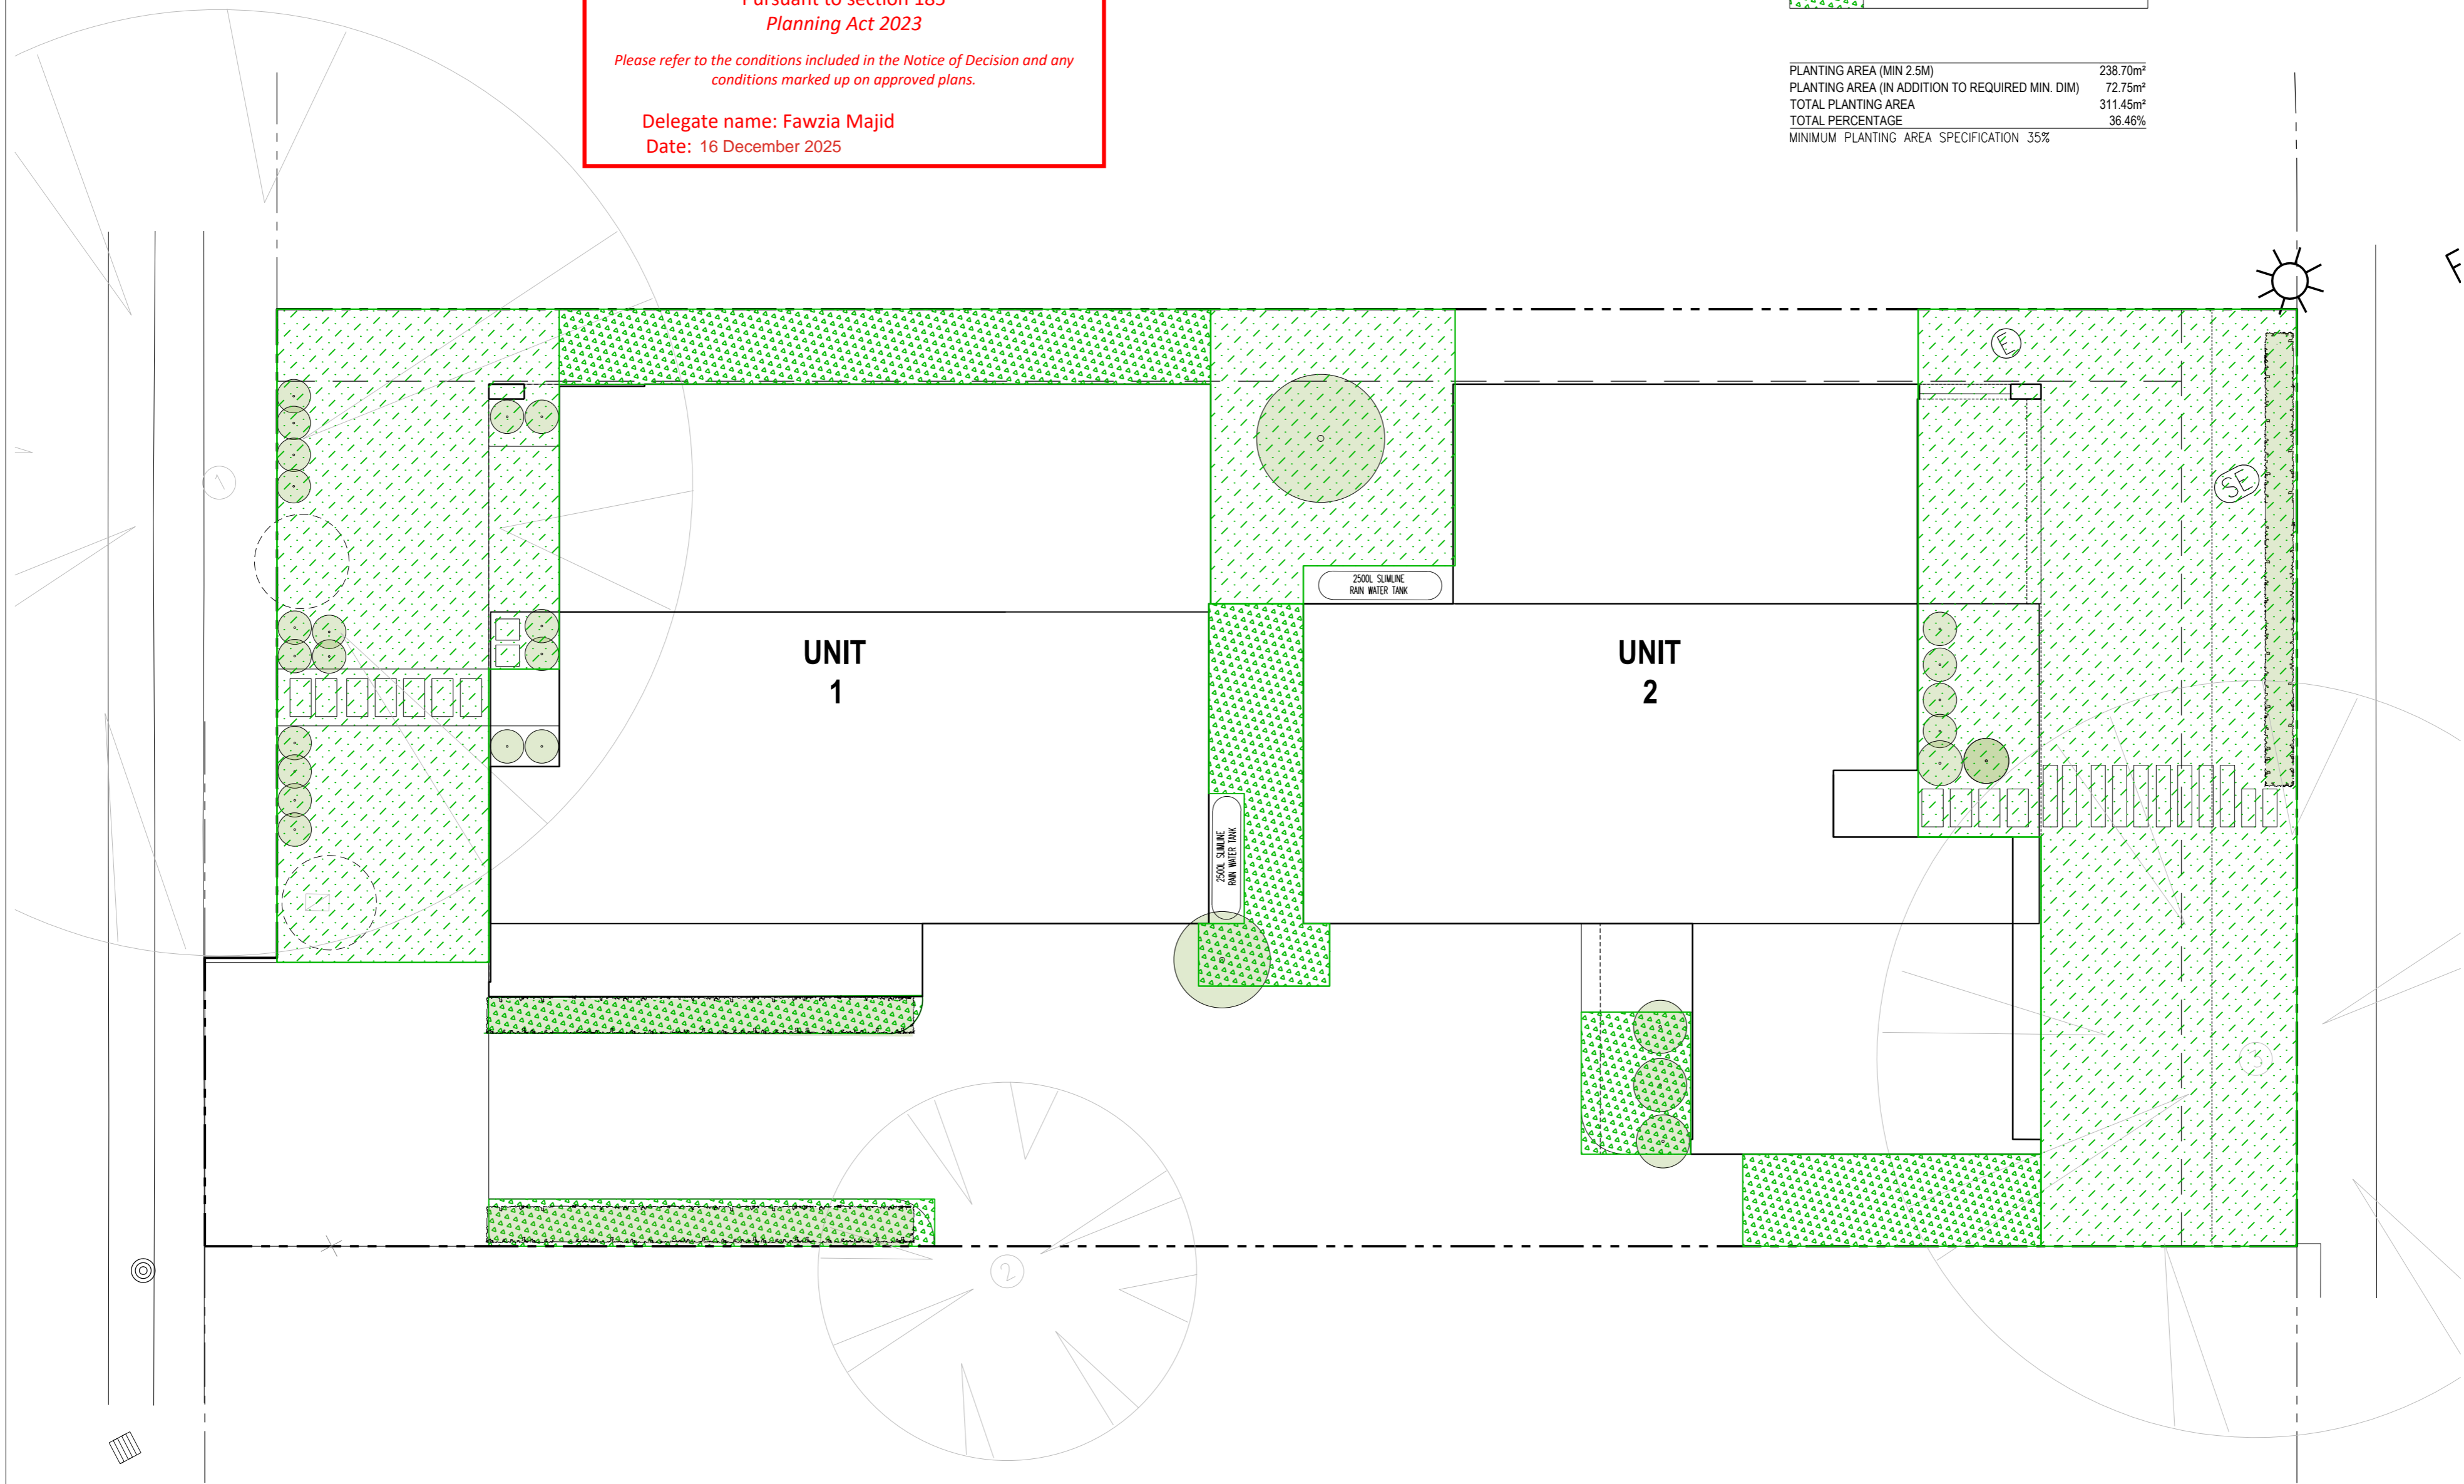 Pursuant to section 185
Planning Act 2023
Please refer to the conditions included in the Notice of Decision and any
conditions marked up on approved plans.
Delegate name: Fawzia Majid
Date: 16 December 2025
PLANTING AREA (MIN 2.5M) 238.70m²
PLANTING AREA (IN ADDITION TO REQUIRED MIN. DIM) 72.75m²
TOTAL PLANTING AREA 311.45m²
TOTAL PERCENTAGE 36.46%
MINIMUM PLANTING AREA SPECIFICATION 35%
E
SE
1
2500L SLIMLINE
RAIN WATER TANK
UNIT
1
UNIT
2
2500L SLIMLINE
RAIN WATER TANK
2